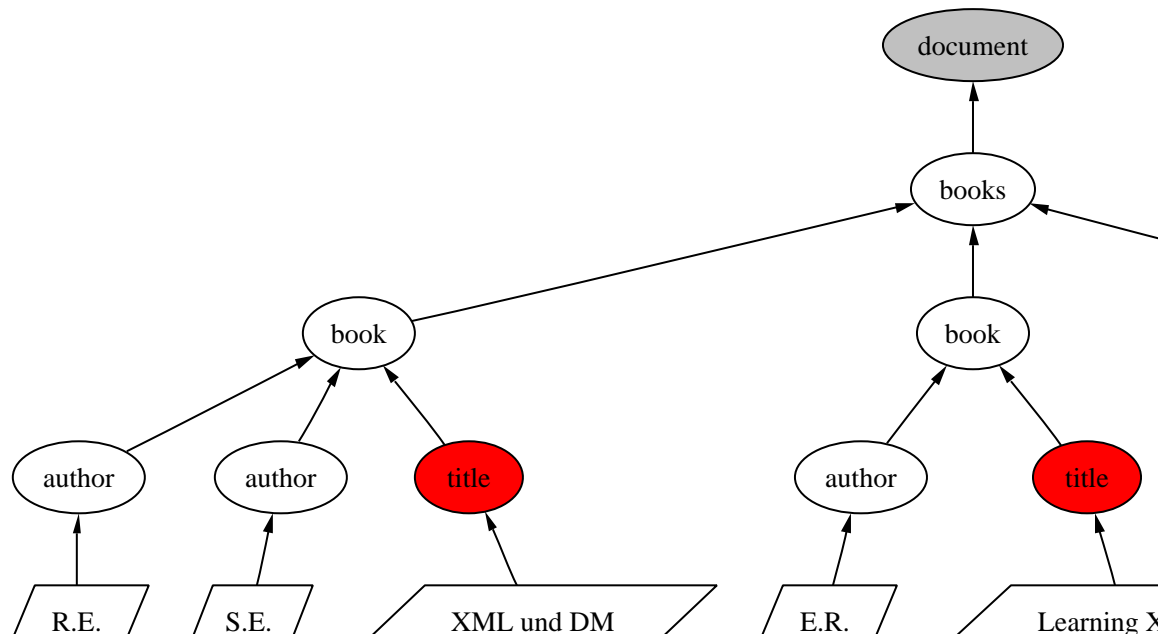 document
books
book book
author author title author title
R.E. S.E. XML und DM E.R. Learning X